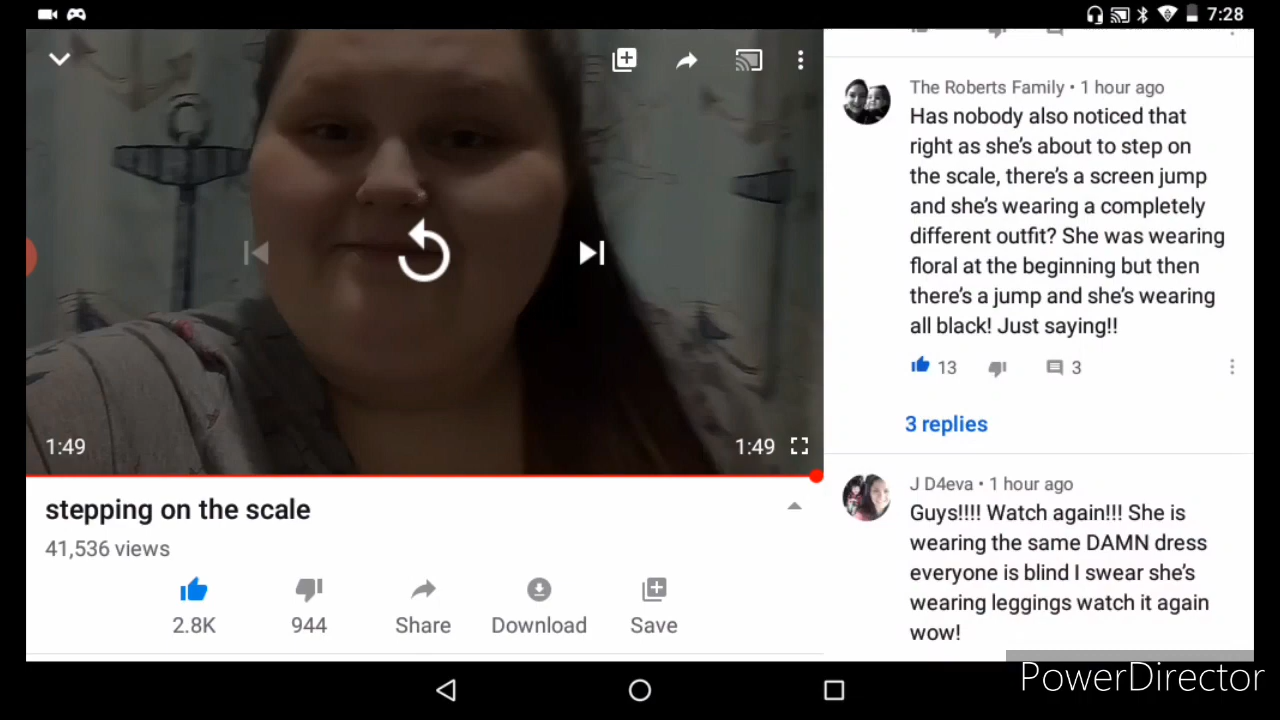 7:28
The Roberts Family • 1 hour ago
Has nobody also noticed that
right as she’s about to step on
the scale, there’s a screen jump
and she’s wearing a completely
different outfit? She was wearing
floral at the beginning but then
there’s a jump and she’s wearing
all black! Just saying!!
13
3
3 replies
J D4eva • 1 hour ago
Guys!!!! Watch again!!! She is
wearing the same DAMN dress
everyone is blind I swear she’s
wearing leggings watch it again
wow!
1:49
1:49
stepping on the scale
41,536 views
2.8K
944
Share
Download
Save
PowerDirector